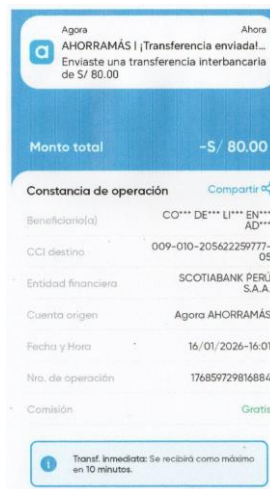 Agora Ahora
AHORRAMÁS | ¡Transferencia enviada!...
Enviaste una transferencia interbancaria
de S/ 80.00
Monto total -S/ 80.00
Constancia de operación Compartir
Beneficiario(a) CO*** DE*** LI*** EN***
AD***
CCI destino 009-010-205622259777-
05
Entidad financiera SCOTIABANK PERÚ
S.A.A.
Cuenta origen Agora AHORRAMÁS
Fecha y Hora 16/01/2026-16:01
Nro. de operación 176859729816884
Comisión Gratis
Transf. inmediata: Se recibirá como máximo
en 10 minutos.